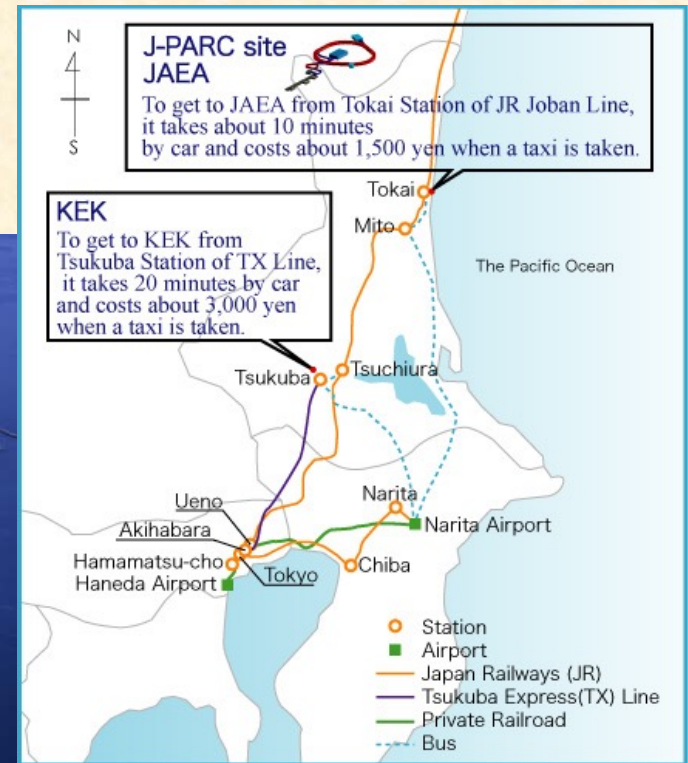 N
S
J-PARC site
JAEA
To get to JAEA from Tokai Station of JR Joban Line,
it takes about 10 minutes
by car and costs about 1,500 yen when a taxi is taken.
Tokai
Mito
KEK
To get to KEK from
Tsukuba Station of TX Line,
it takes 20 minutes by car
and costs about 3,000 yen
when a taxi is taken.
The Pacific Ocean
Tsukuba
Tsuchiura
Ueno
Narita
Akihabara
Narita Airport
Hamamatsu-cho
Tokyo
Chiba
Haneda Airport
Station
Airport
Japan Railways (JR)
Tsukuba Express(TX) Line
Private Railroad
Bus